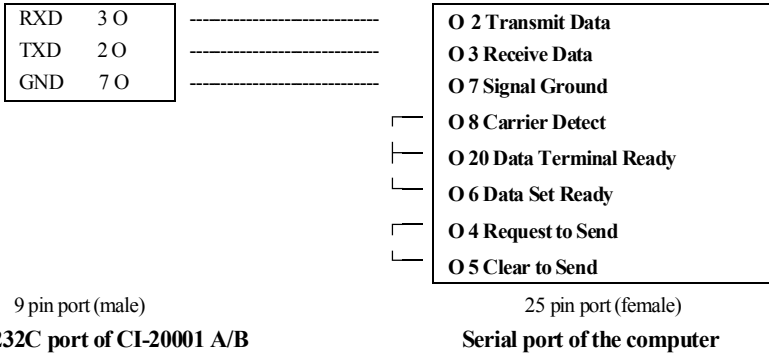 RXD 3 O
TXD 2 O
GND 7 O
O 2 Transmit Data
O 3 Receive Data
O 7 Signal Ground
O 8 Carrier Detect
O 20 Data Terminal Ready
O 6 Data Set Ready
O 4 Request to Send
O 5 Clear to Send
9 pin port (male)
25 pin port (female)
232C port of CI-20001 A/B
Serial port of the computer